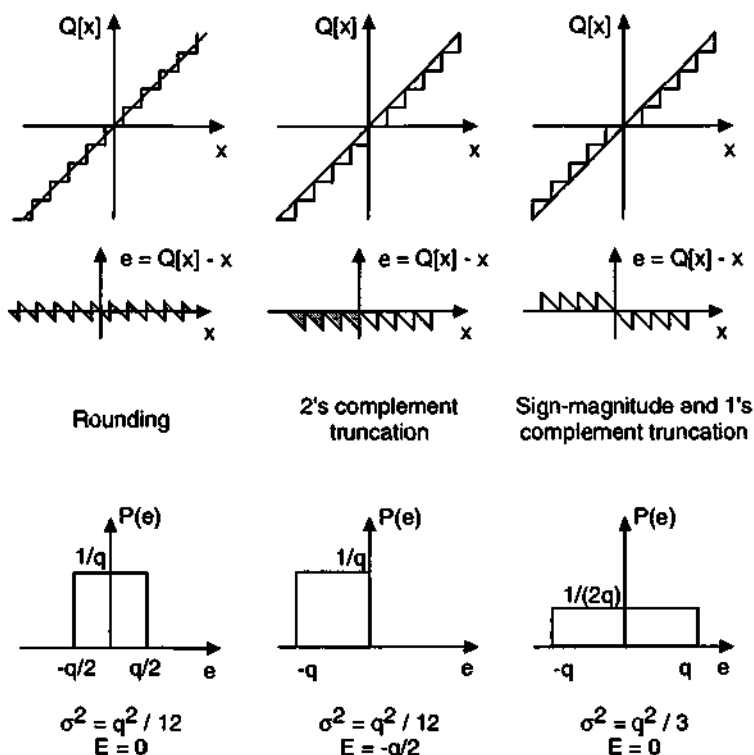 Q[x] Q[x] Q[x]
x x x
e = Q[x] - x e = Q[x] - x e = Q[x] - x
x x x
Rounding
2's complement
truncation
Sign-magnitude and 1's
complement truncation
P(e) P(e) P(e)
1/q 1/q 1/(2q)
-q/2 q/2 e -q e -q q e
σ² = q² / 12 σ² = q² / 12 σ² = q² / 3
E = 0 E = -q/2 E = 0